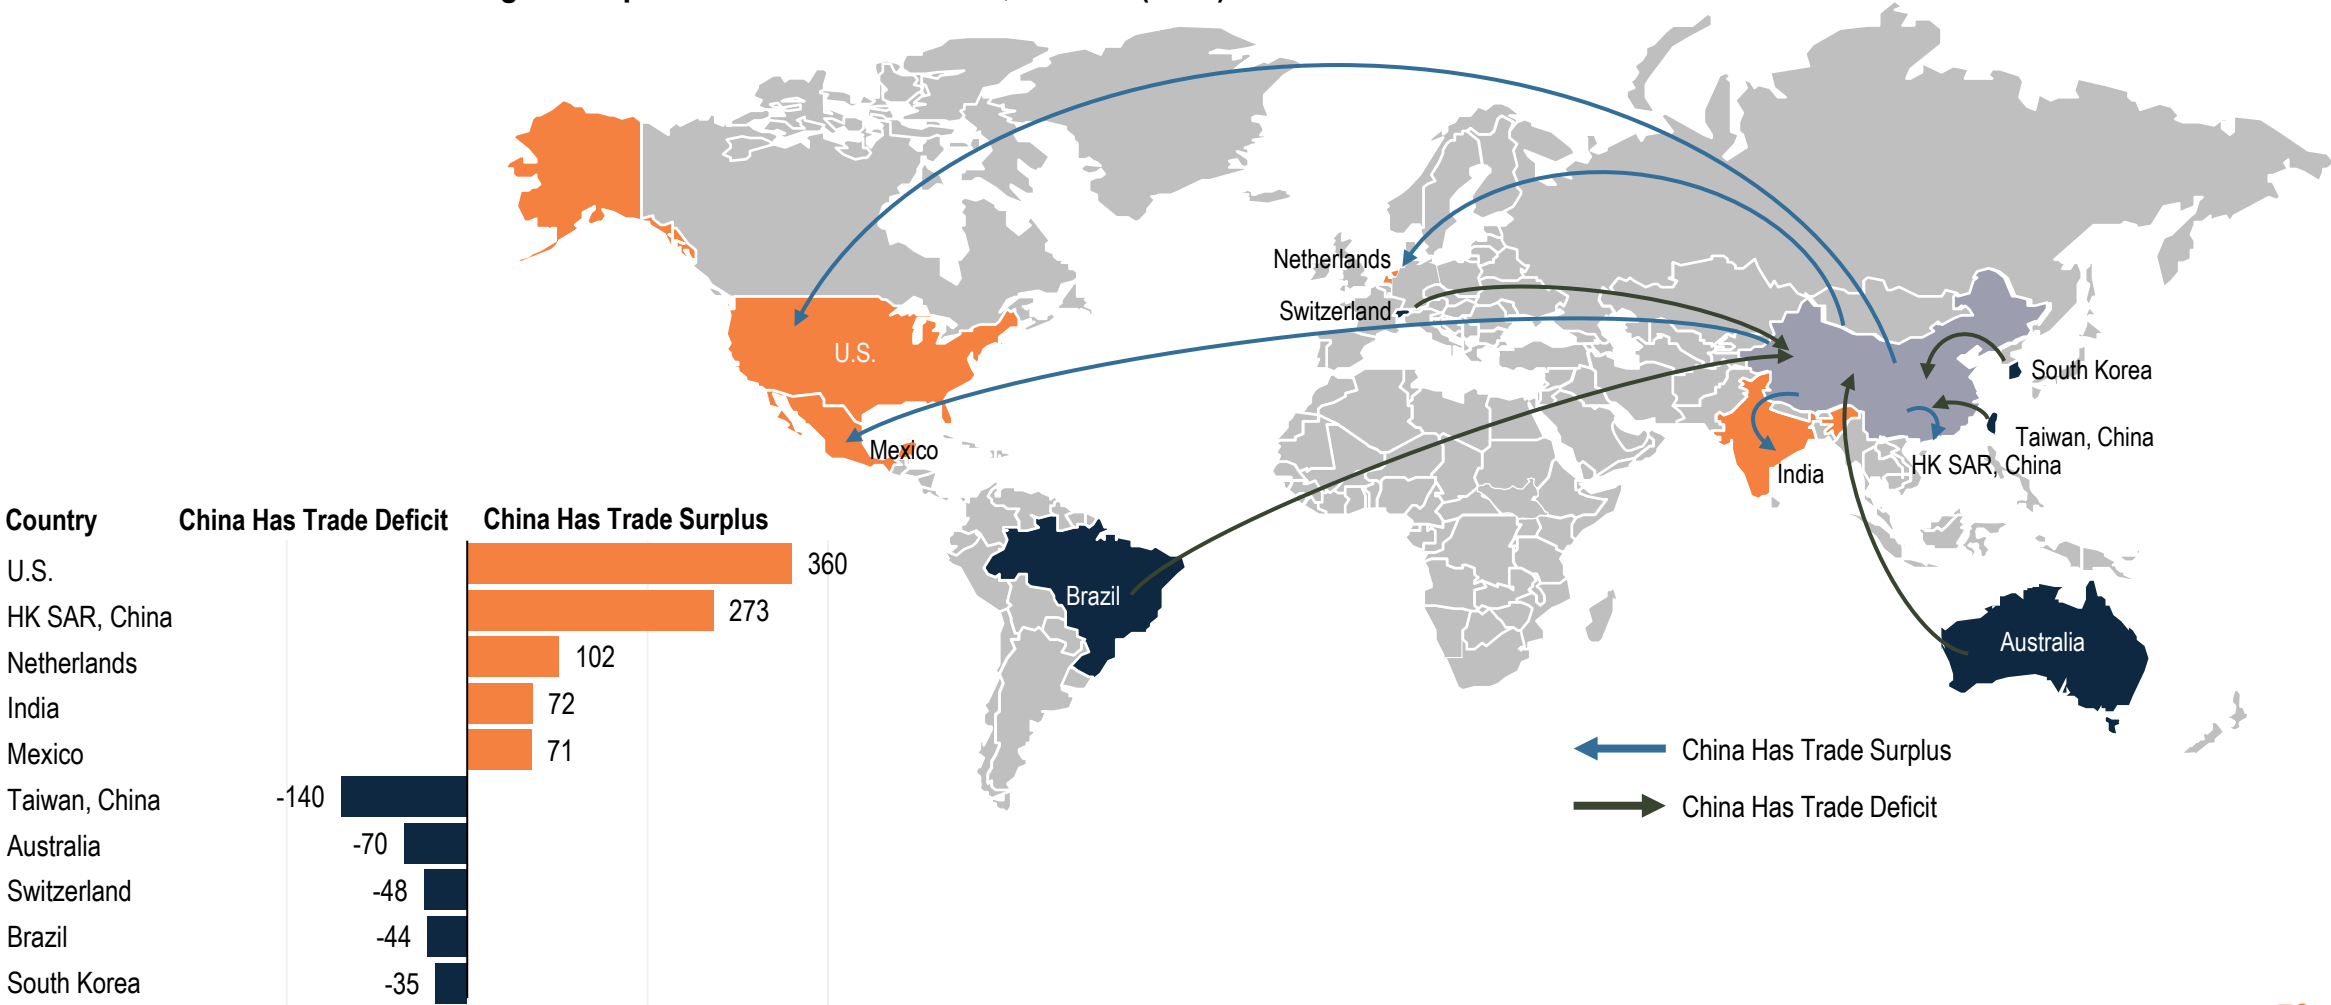 Netherlands
Switzerland
U.S.
South Korea
Mexico
Taiwan, China
HK SAR, China
India
Country China Has Trade Deficit China Has Trade Surplus
U.S. 360
HK SAR, China 273
Netherlands 102
India 72
Mexico 71
Taiwan, China -140
Australia -70
Switzerland -48
Brazil -44
South Korea -35
Brazil
Australia
China Has Trade Surplus
China Has Trade Deficit